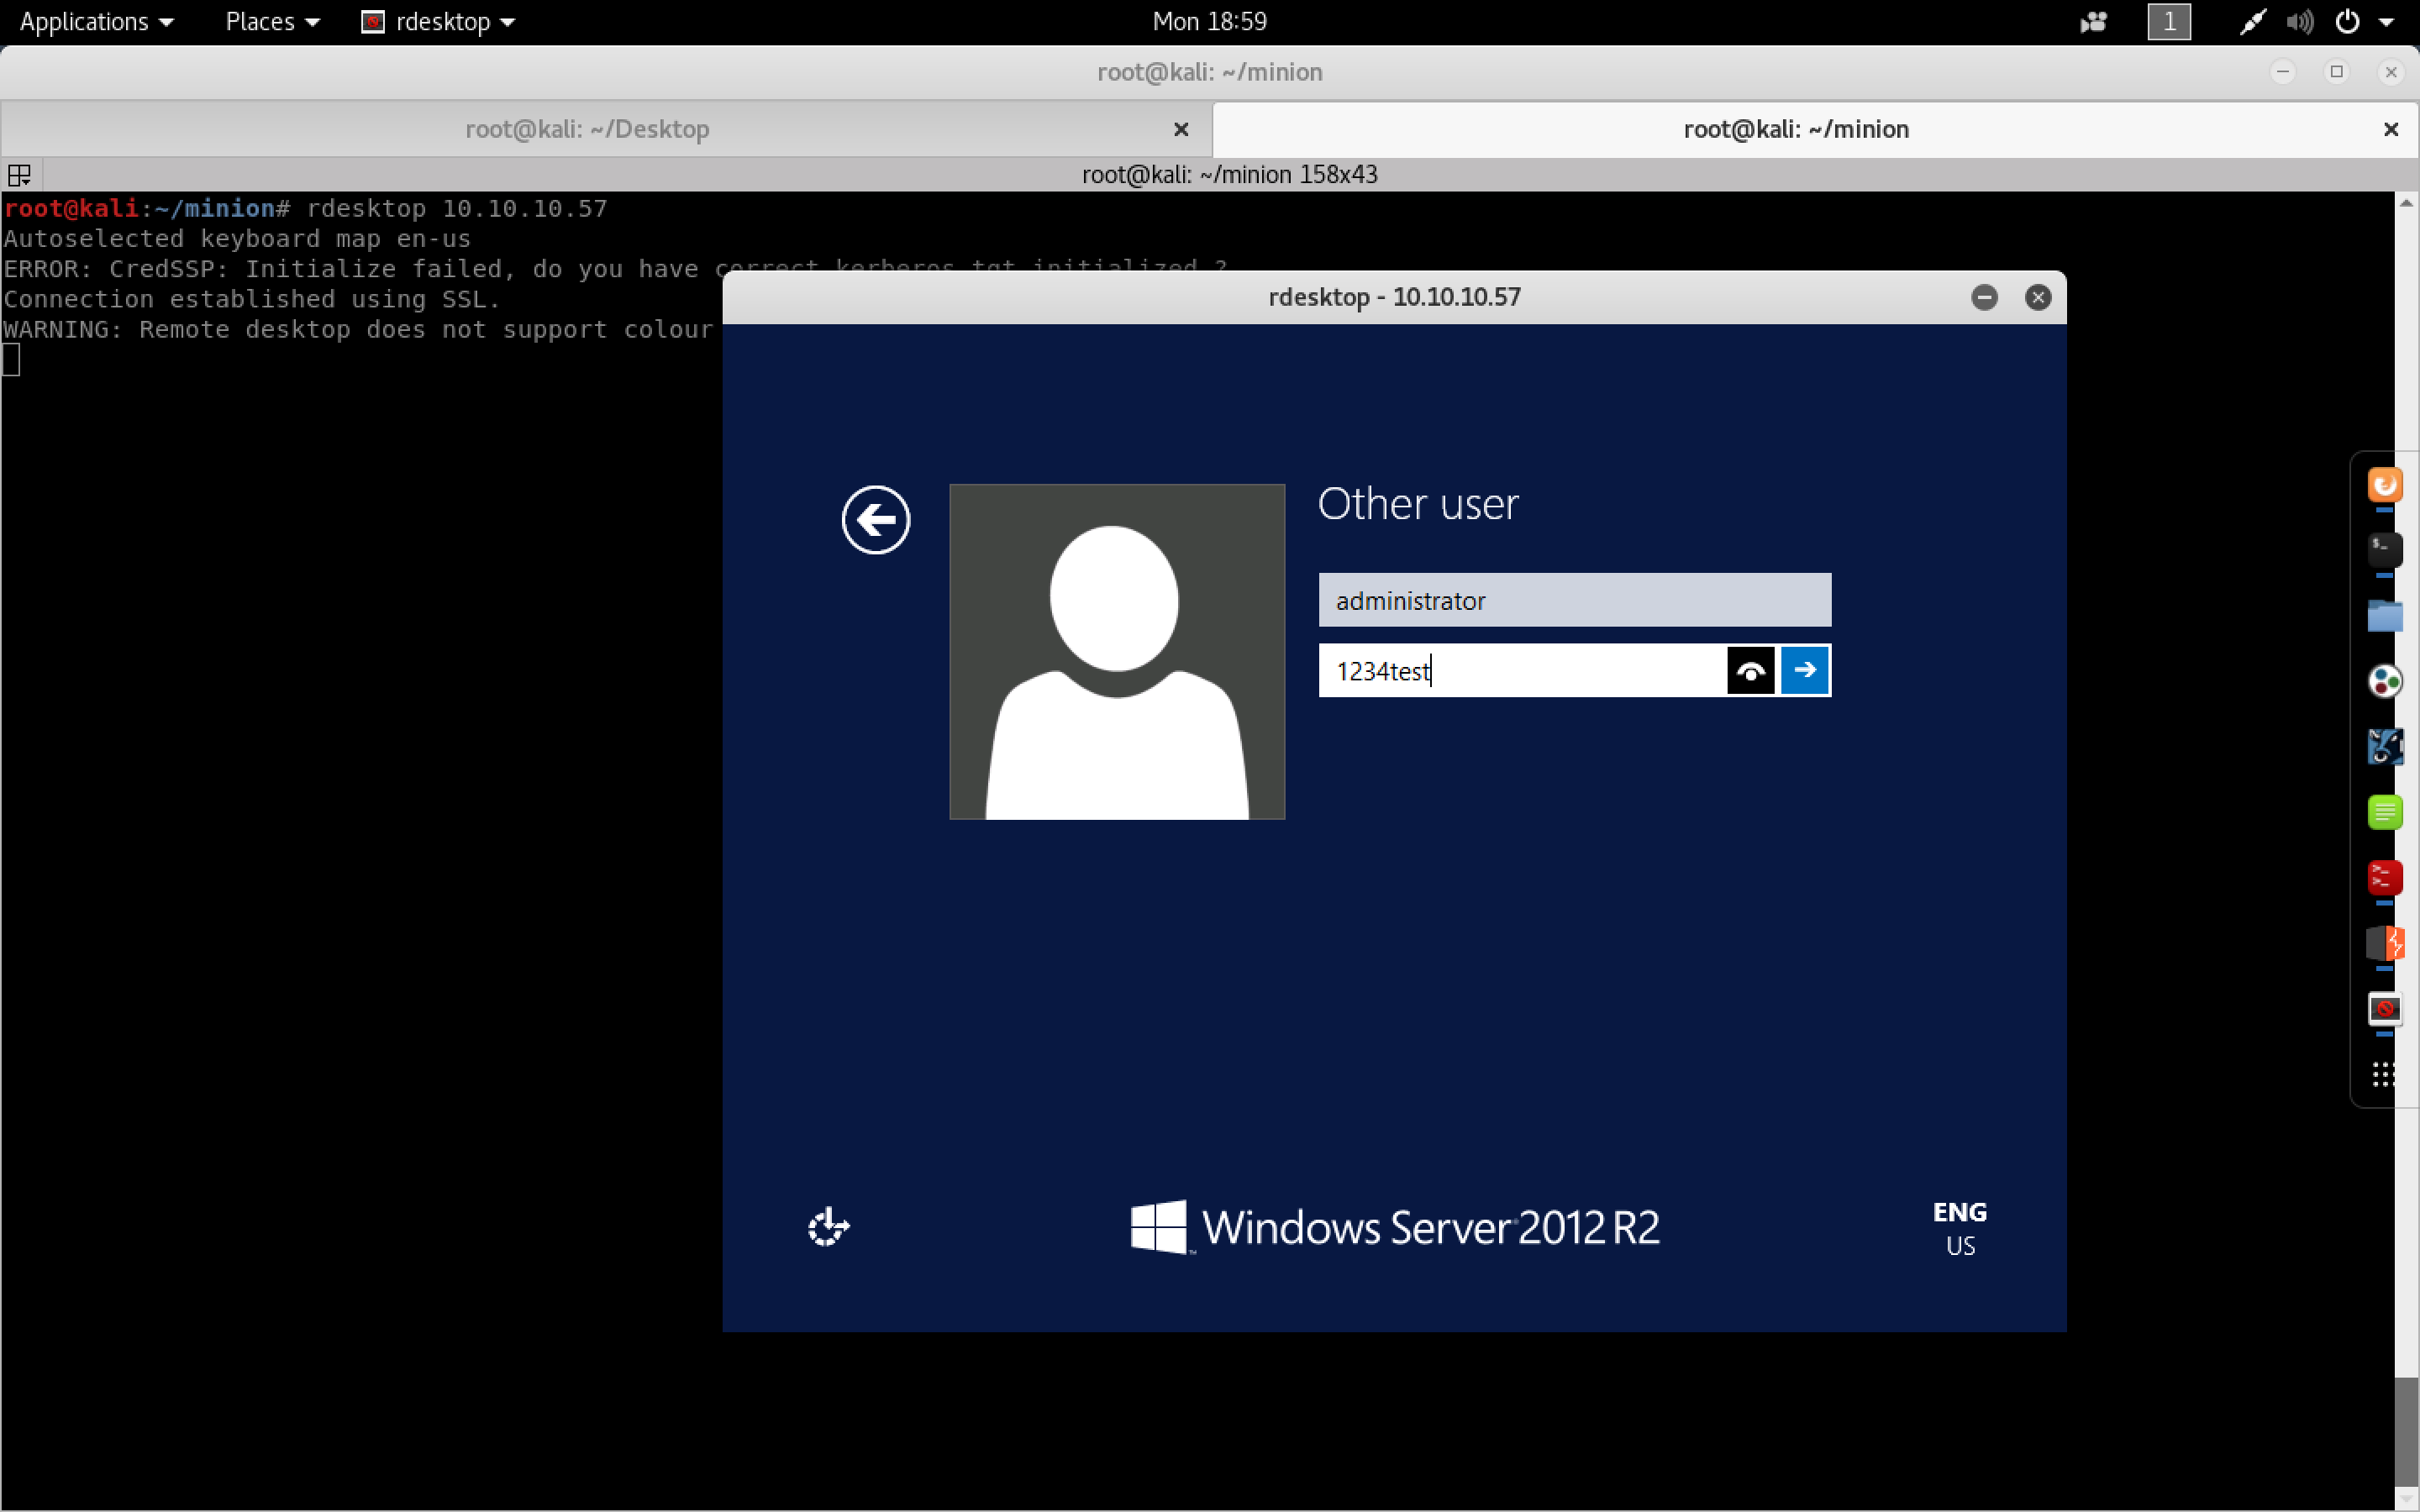 Applications Places rdesktop Mon 18:59 1
root@kali: ~/minion
root@kali: ~/Desktop root@kali: ~/minion
root@kali: ~/minion 158x43
root@kali:~/minion# rdesktop 10.10.10.57
Autoselected keyboard map en-us
ERROR: CredSSP: Initialize failed, do you have correct kerberos tgt initialized ?
Connection established using SSL.
WARNING: Remote desktop does not support colour
rdesktop - 10.10.10.57
Other user
administrator
1234test
Windows Server 2012 R2
ENG
US